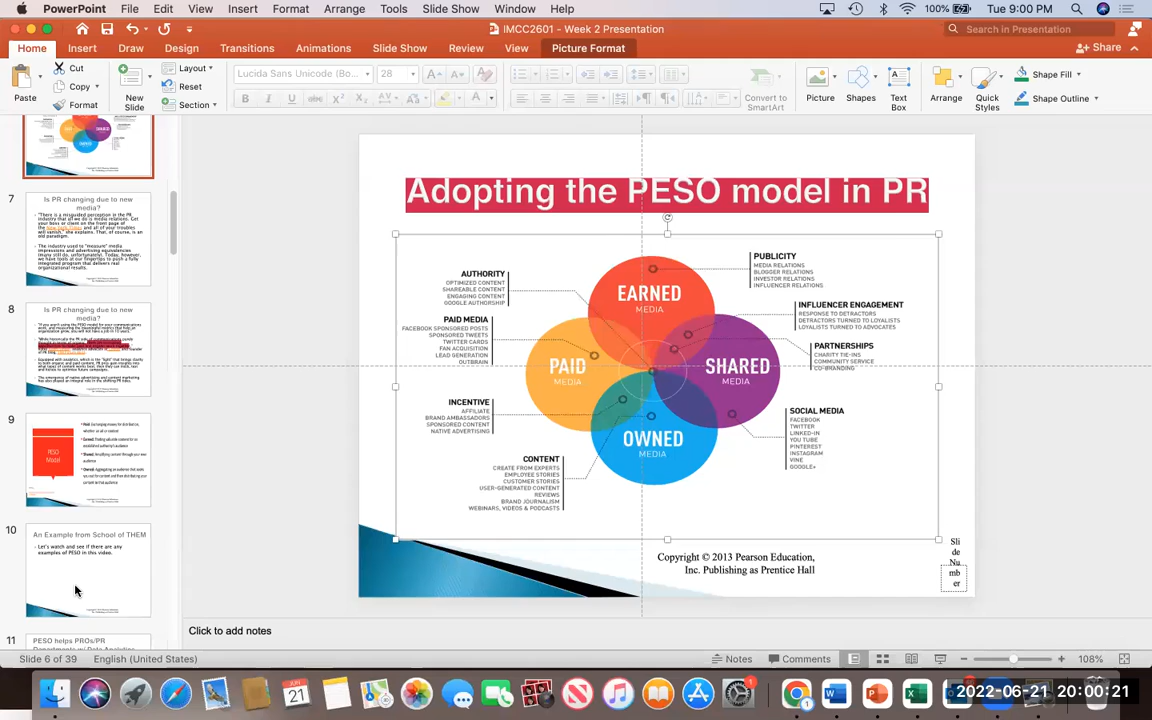 PowerPoint File Edit View Insert Format Arrange Tools Slide Show Window Help 100% Tue 9:00 PM
IMCC2601 - Week 2 Presentation
Search in Presentation
Home Insert Draw Design Transitions Animations Slide Show Review View Picture Format Share
Paste Cut Copy Format New Slide Layout Reset Section
Lucida Sans Unicode (Bo... 28
Convert to SmartArt Picture Shapes Text Box Arrange Quick Styles Shape Fill Shape Outline
7
Is PR changing due to new media?
8
Is PR changing due to new media?
9
PESO
Model
10
An Example from School of THEM
Let's watch and see if there are any
examples of PESO in this video.
11
PESO helps PROs/PR
Adopting the PESO model in PR
EARNED
MEDIA
PAID
MEDIA
SHARED
MEDIA
OWNED
MEDIA
AUTHORITY
OPTIMIZED CONTENT
SHAREABLE CONTENT
ENGAGING CONTENT
GOOGLE AUTHORSHIP
PAID MEDIA
FACEBOOK SPONSORED POSTS
SPONSORED TWEETS
TWITTER CARDS
FAN ACQUISITION
LEAD GENERATION
OUTBRAIN
INCENTIVE
AFFILIATE
BRAND AMBASSADORS
SPONSORED CONTENT
NATIVE ADVERTISING
CONTENT
CREATE FROM EXPERTS
EMPLOYEE STORIES
CUSTOMER STORIES
USER-GENERATED CONTENT
REVIEWS
BRAND JOURNALISM
WEBINARS, VIDEOS & PODCASTS
PUBLICITY
MEDIA RELATIONS
BLOGGER RELATIONS
INVESTOR RELATIONS
INFLUENCER RELATIONS
INFLUENCER ENGAGEMENT
RESPONSE TO DETRACTORS
DETRACTORS TURNED TO LOYALISTS
LOYALISTS TURNED TO ADVOCATES
PARTNERSHIPS
CHARITY TIE-INS
COMMUNITY SERVICE
CO-BRANDING
SOCIAL MEDIA
FACEBOOK
TWITTER
LINKED-IN
YOU TUBE
PINTEREST
INSTAGRAM
VINE
GOOGLE+
Copyright © 2013 Pearson Education,
Inc. Publishing as Prentice Hall
Sli
de
Nu
mb
er
Click to add notes
Slide 6 of 39 English (United States) Notes Comments 108%
JUN
21
2022-06-21 20:00:21